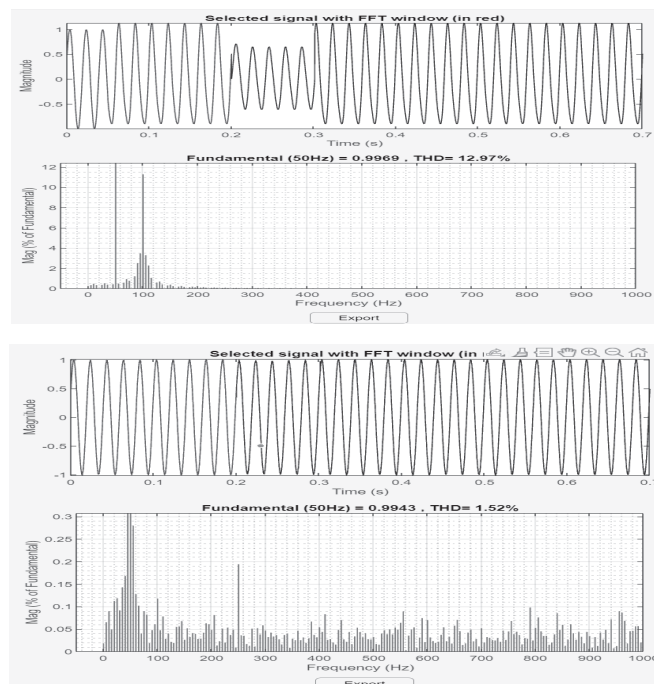 Selected signal with FFT window (in red)
Magnitude
1
0.5
0
-0.5
0 0.1 0.2 0.3 0.4 0.5 0.6 0.7
Time (s)
Fundamental (50Hz) = 0.9969 , THD= 12.97%
Mag (% of Fundamental)
12
10
8
6
4
2
0
0 100 200 300 400 500 600 700 800 900 1000
Frequency (Hz)
Export
Selected signal with FFT window (in
Magnitude
1
0.5
0
-0.5
-1
0 0.1 0.2 0.3 0.4 0.5 0.6
Time (s)
Fundamental (50Hz) = 0.9943 , THD= 1.52%
Mag (% of Fundamental)
0.3
0.25
0.2
0.15
0.1
0.05
0
0 100 200 300 400 500 600 700 800 900 1000
Frequency (Hz)
Export